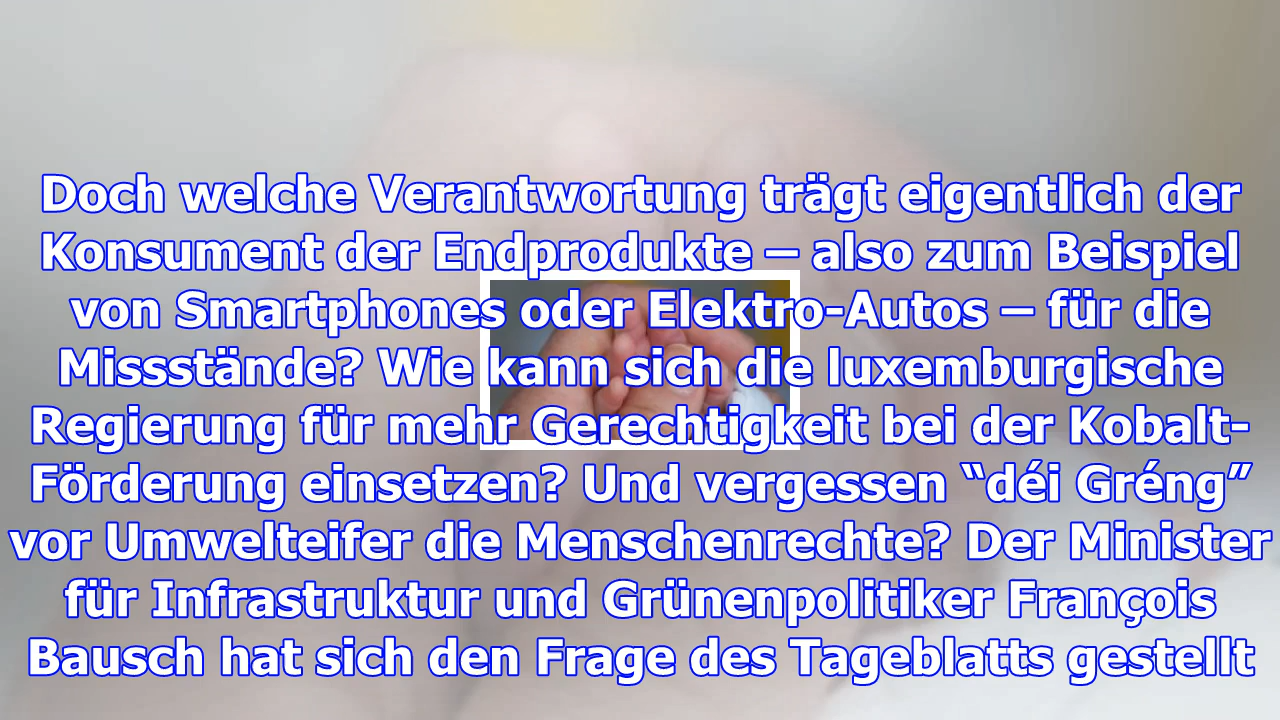 Doch welche Verantwortung trägt eigentlich der
Konsument der Endprodukte – also zum Beispiel
von Smartphones oder Elektro-Autos – für die
Missstände? Wie kann sich die luxemburgische
Regierung für mehr Gerechtigkeit bei der Kobalt-
Förderung einsetzen? Und vergessen “déi Gréng”
vor Umwelteifer die Menschenrechte? Der Minister
für Infrastruktur und Grünenpolitiker François
Bausch hat sich den Frage des Tageblatts gestellt